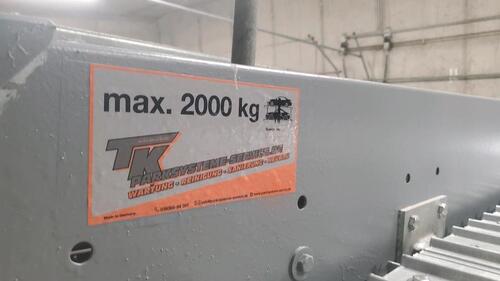 max. 2000 kg
TK
PARKSYSTEME-SERVICE.DE
WARTUNG • REINIGUNG • SANIERUNG • NEUBAU
Made in Germany